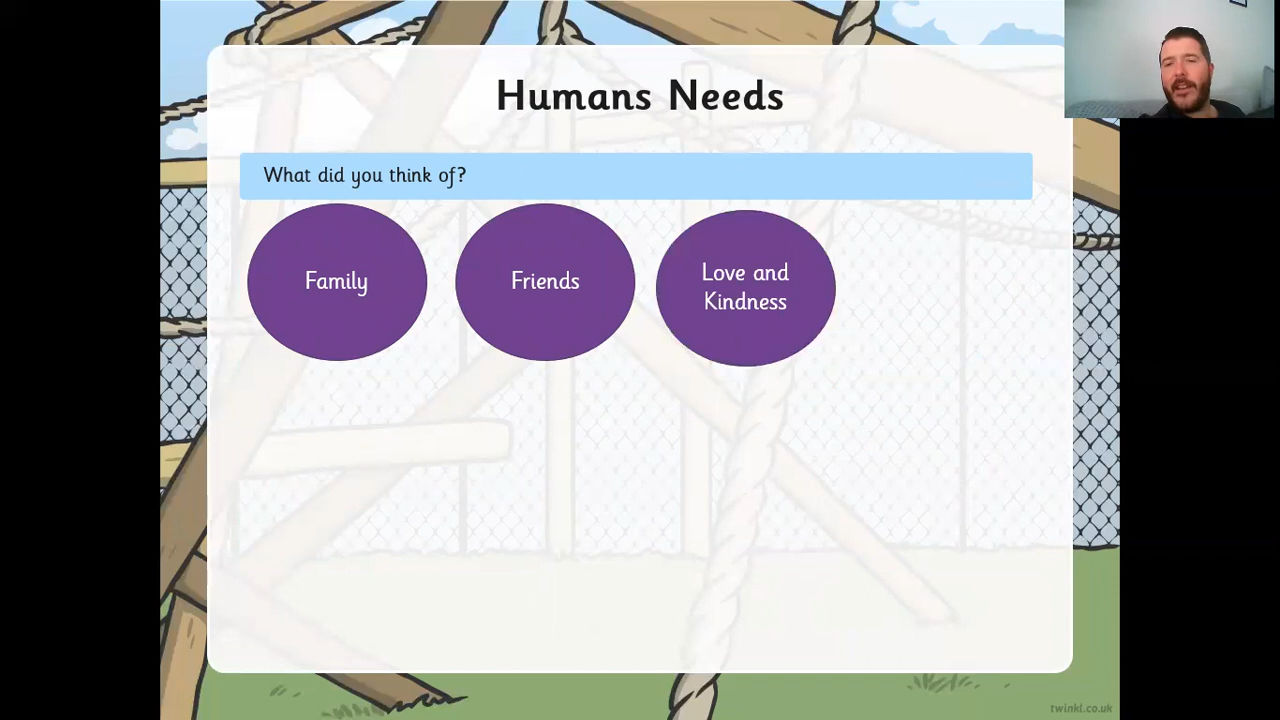 Humans Needs
What did you think of?
Family
Friends
Love and
Kindness
twinkl.co.uk